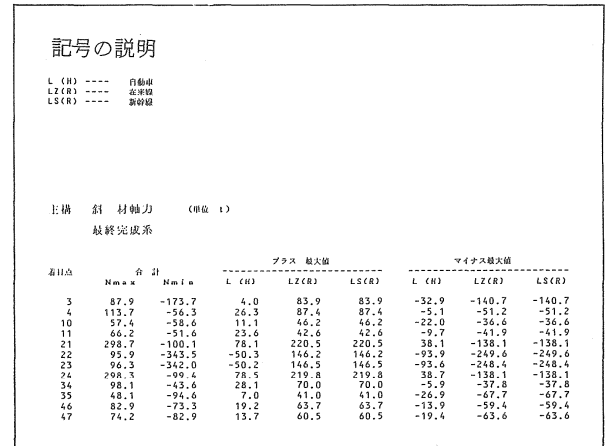 記号の説明
L (H) ---- 自動車
LZ(R) ---- 在来線
LS(R) ---- 新幹線
主構 斜 材軸力 (単位 t)
最終完成系
プラス 最大値 マイナス最大値
着目点 合 計
Nmax Nmin L (H) LZ(R) LS(R) L (H) LZ(R) LS(R)
3 87.9 -173.7 4.0 83.9 83.9 -32.9 -140.7 -140.7
4 113.7 -56.3 26.3 87.4 87.4 -5.1 -51.2 -51.2
10 57.4 -58.6 11.1 46.2 46.2 -22.0 -36.6 -36.6
11 66.2 -51.6 23.6 42.6 42.6 -9.7 -41.9 -41.9
21 298.7 -100.1 78.1 220.5 220.5 38.1 -138.1 -138.1
22 95.9 -343.5 -50.3 146.2 146.2 -93.9 -249.6 -249.6
23 96.3 -342.0 -50.2 146.5 146.5 -93.6 -248.4 -248.4
24 298.3 -99.4 78.5 219.8 219.8 38.7 -138.1 -138.1
34 98.1 -43.6 28.1 70.0 70.0 -5.9 -37.8 -37.8
35 48.1 -94.6 7.0 41.0 41.0 -26.9 -67.7 -67.7
46 82.9 -73.3 19.2 63.7 63.7 -13.9 -59.4 -59.4
47 74.2 -82.9 13.7 60.5 60.5 -19.4 -63.6 -63.6